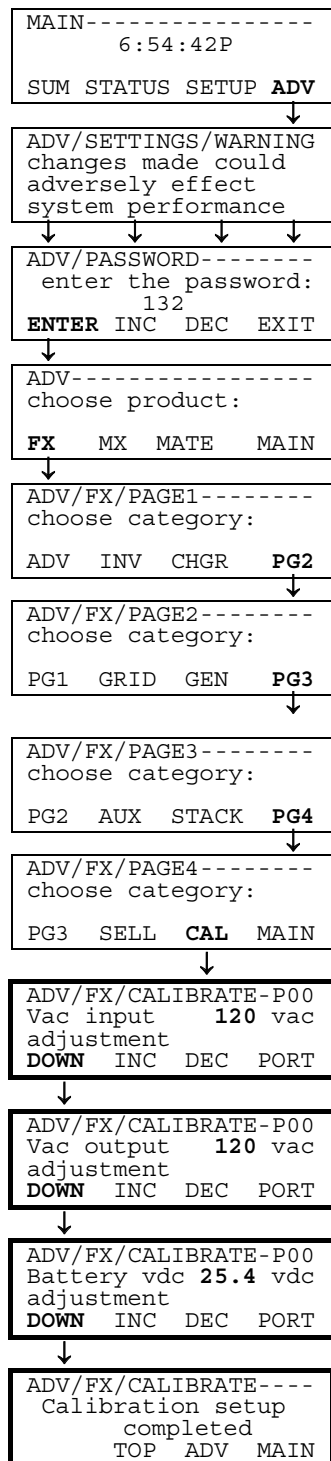 MAIN----------------
6:54:42P
SUM STATUS SETUP ADV
ADV/SETTINGS/WARNING
changes made could
adversely effect
system performance
ADV/PASSWORD--------
enter the password:
132
ENTER INC DEC EXIT
ADV-----------------
choose product:
FX MX MATE MAIN
ADV/FX/PAGE1--------
choose category:
ADV INV CHGR PG2
ADV/FX/PAGE2--------
choose category:
PG1 GRID GEN PG3
ADV/FX/PAGE3--------
choose category:
PG2 AUX STACK PG4
ADV/FX/PAGE4--------
choose category:
PG3 SELL CAL MAIN
ADV/FX/CALIBRATE-P00
Vac input 120 vac
adjustment
DOWN INC DEC PORT
ADV/FX/CALIBRATE-P00
Vac output 120 vac
adjustment
DOWN INC DEC PORT
ADV/FX/CALIBRATE-P00
Battery vdc 25.4 vdc
adjustment
DOWN INC DEC PORT
ADV/FX/CALIBRATE----
Calibration setup
completed
TOP ADV MAIN